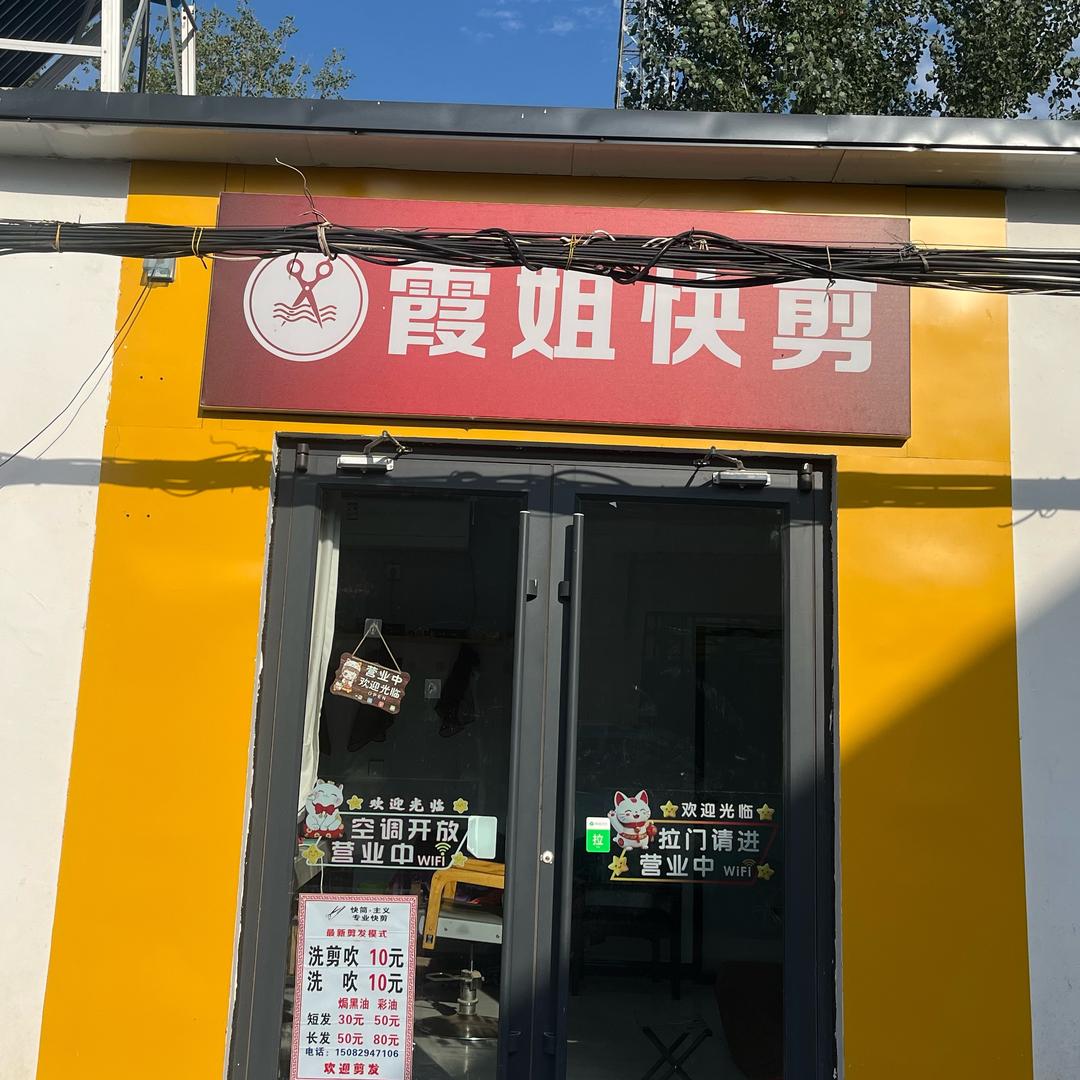 霞姐快剪
营业中
欢迎光临
OPEN
欢迎光临
空调开放
营业中 WiFi
欢迎光临
拉门请进
营业中 WiFi
拉
快简·主义
专业快剪
最新剪发模式
洗剪吹 10元
洗 吹 10元
焗黑油 彩油
短发 30元 50元
长发 50元 80元
电话：15082947106
欢迎剪发